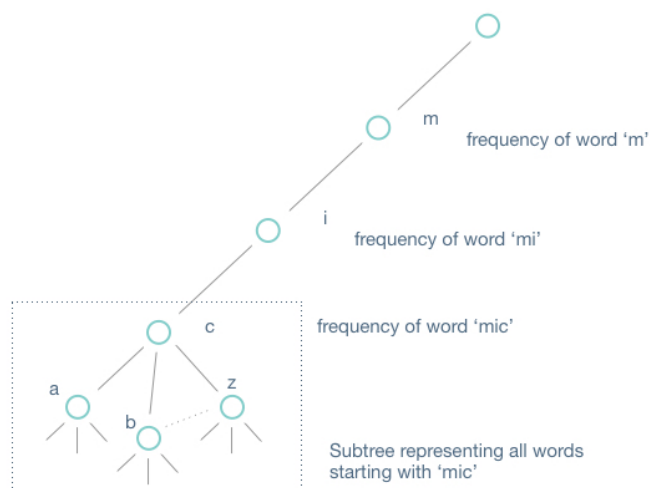 m
frequency of word ‘m’
i
frequency of word ‘mi’
c
frequency of word ‘mic’
a
z
b
Subtree representing all words
starting with ‘mic’